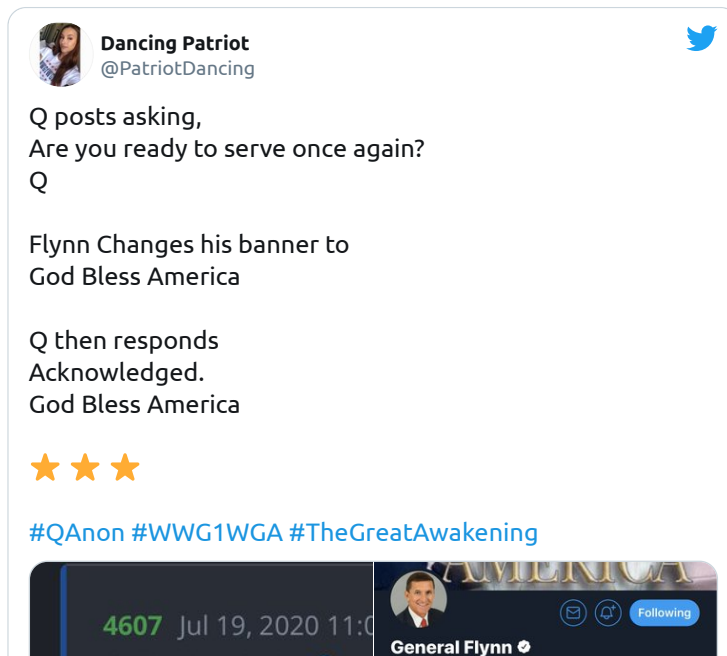 Dancing Patriot
@PatriotDancing
Q posts asking,
Are you ready to serve once again?
Q
Flynn Changes his banner to
God Bless America
Q then responds
Acknowledged.
God Bless America
#QAnon #WWG1WGA #TheGreatAwakening
AMERICA
4607 Jul 19, 2020 11:0
Following
General Flynn